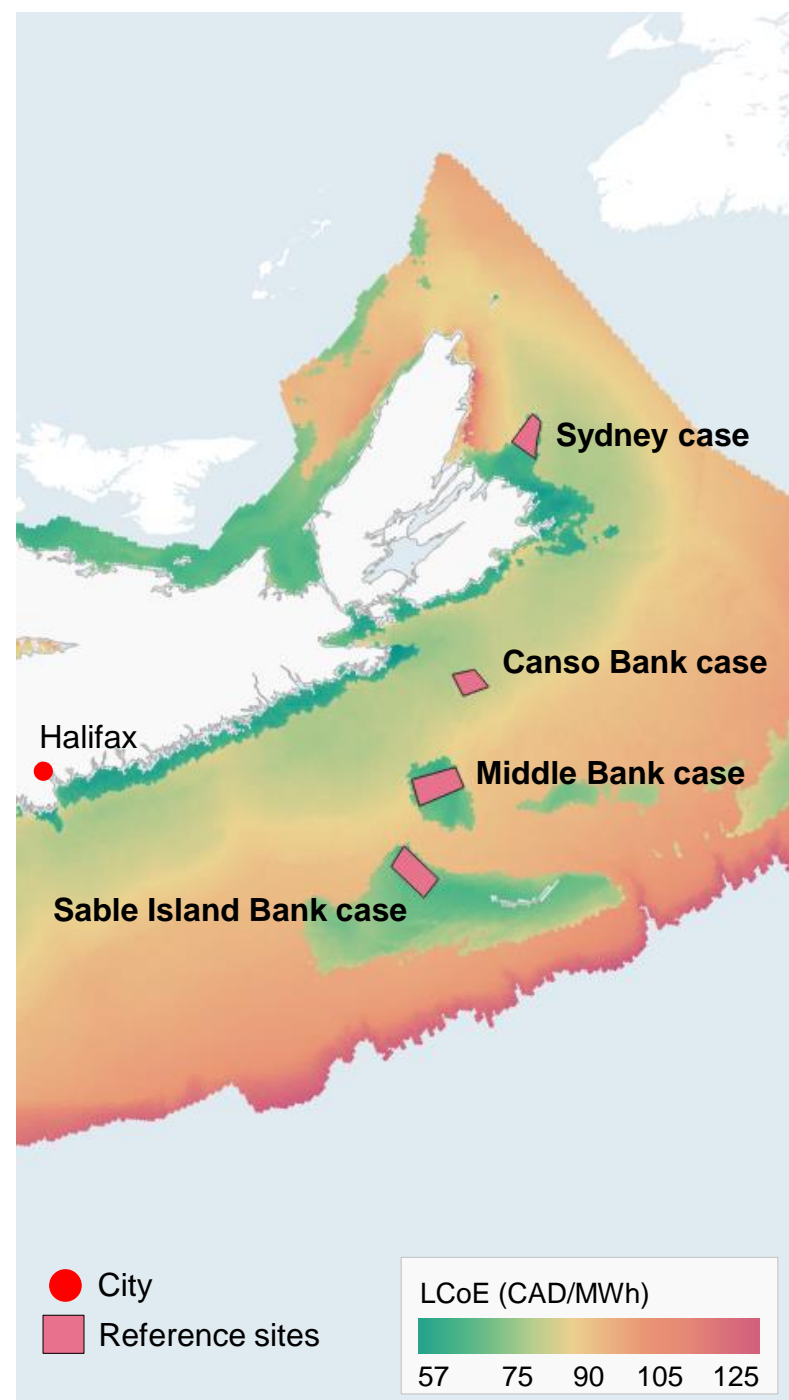 Sydney case
Canso Bank case
Halifax
Middle Bank case
Sable Island Bank case
City
Reference sites
LCoE (CAD/MWh)
57 75 90 105 125